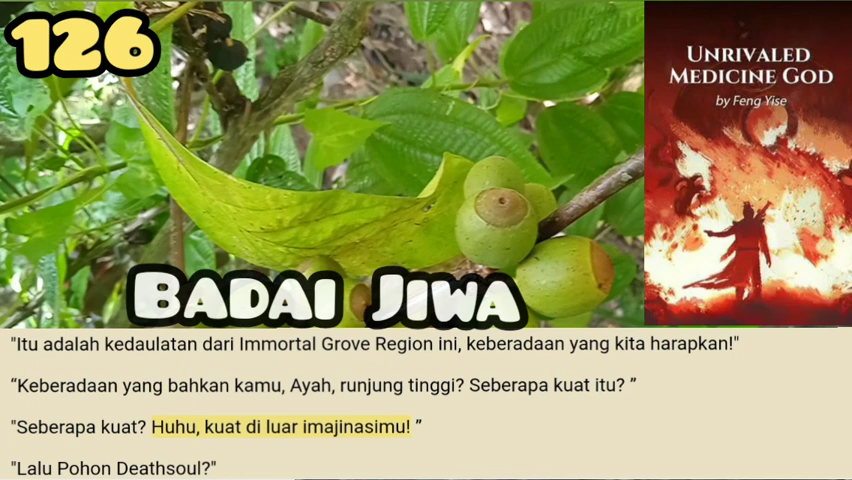 126
UNRIVALED
MEDICINE GOD
by Feng Yise
BADAI JIWA
"Itu adalah kedaulatan dari Immortal Grove Region ini, keberadaan yang kita harapkan!"
“Keberadaan yang bahkan kamu, Ayah, runjung tinggi? Seberapa kuat itu? ”
"Seberapa kuat? Huhu, kuat di luar imajinasimu! ”
"Lalu Pohon Deathsoul?"